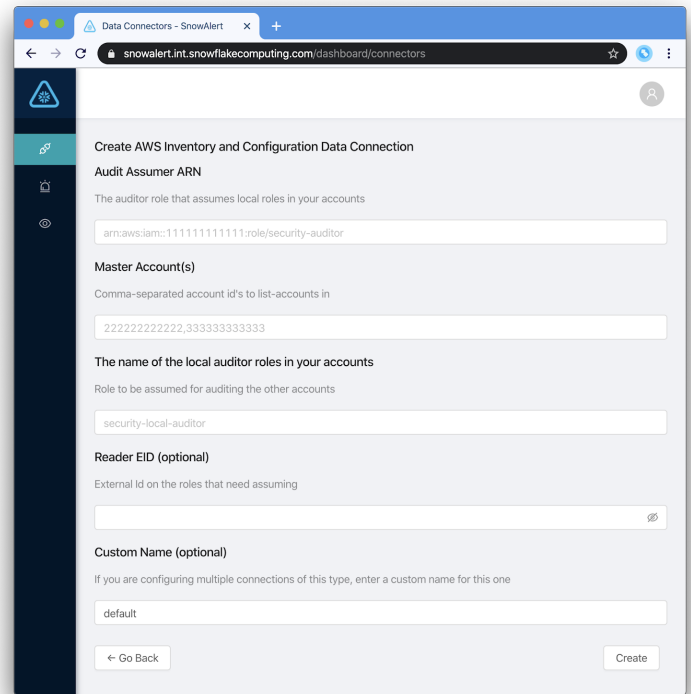 Data Connectors - SnowAlert
snowalert.int.snowflakecomputing.com/dashboard/connectors
Create AWS Inventory and Configuration Data Connection
Audit Assumer ARN
The auditor role that assumes local roles in your accounts
arn:aws:iam::111111111111:role/security-auditor
Master Account(s)
Comma-separated account id's to list-accounts in
222222222222,333333333333
The name of the local auditor roles in your accounts
Role to be assumed for auditing the other accounts
security-local-auditor
Reader EID (optional)
External Id on the roles that need assuming
Custom Name (optional)
If you are configuring multiple connections of this type, enter a custom name for this one
default
← Go Back
Create